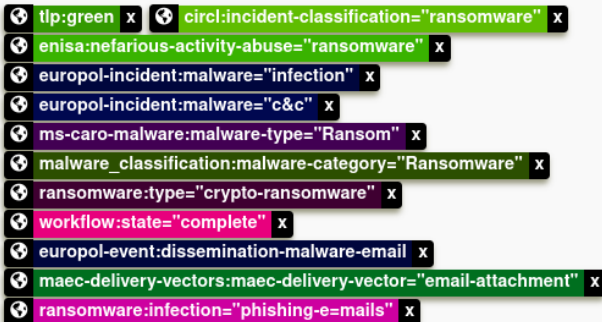 tlp:green x circl:incident-classification="ransomware" x
enisa:nefarious-activity-abuse="ransomware" x
europol-incident:malware="infection" x
europol-incident:malware="c&c" x
ms-caro-malware:malware-type="Ransom" x
malware_classification:malware-category="Ransomware" x
ransomware:type="crypto-ransomware" x
workflow:state="complete" x
europol-event:dissemination-malware-email x
maec-delivery-vectors:maec-delivery-vector="email-attachment" x
ransomware:infection="phishing-e=mails" x